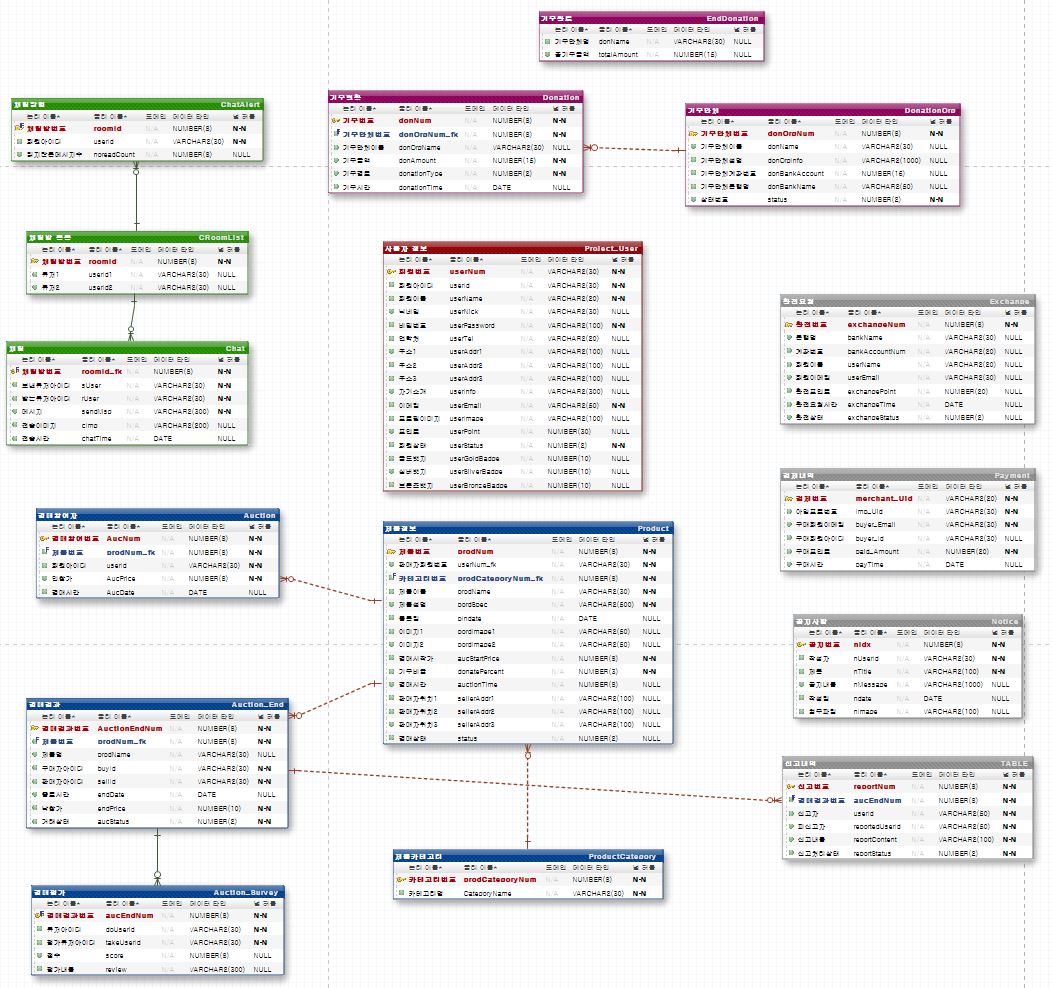 기부완료 EndDonation
논리 이름 물리 이름 도메인 데이터 타입 널 허용
기부단체명 donName N/A VARCHAR2(30) NULL
총기부금액 totalAmount N/A NUMBER(15) NULL
채팅알림 ChatAlert
논리 이름 물리 이름 도메인 데이터 타입 널 허용
채팅방번호 roomId N/A NUMBER(8) N-N
회원아이디 userId N/A VARCHAR2(30) N-N
읽지않은메시지수 noreadCount N/A NUMBER(8) NULL
기부현황 Donation
논리 이름 물리 이름 도메인 데이터 타입 널 허용
기부번호 donNum N/A NUMBER(8) N-N
기부단체번호 donOrgNum_fk N/A NUMBER(8) N-N
기부단체이름 donOrgName N/A VARCHAR2(30) NULL
기부금액 donAmount N/A NUMBER(15) NULL
기부종류 donationType N/A NUMBER(2) NULL
기부시간 donationTime N/A DATE NULL
기부단체 DonationOrg
논리 이름 물리 이름 도메인 데이터 타입 널 허용
기부단체번호 donOrgNum N/A NUMBER(8) N-N
기부단체이름 donName N/A VARCHAR2(30) N-N
기부단체설명 donOrgInfo N/A VARCHAR2(1000) N-N
기부단체계좌번호 donBankAccount N/A NUMBER(15) N-N
기부단체은행명 donBankName N/A VARCHAR2(50) N-N
상태번호 status N/A NUMBER(2) N-N
채팅방 목록 CRoomList
논리 이름 물리 이름 도메인 데이터 타입 널 허용
채팅방번호 roomId N/A NUMBER(8) N-N
유저1 userId1 N/A VARCHAR2(30) NULL
유저2 userId2 N/A VARCHAR2(30) NULL
채팅 Chat
논리 이름 물리 이름 도메인 데이터 타입 널 허용
채팅방번호 roomId_fk N/A NUMBER(8) N-N
보낸유저아이디 sUser N/A VARCHAR2(30) N-N
받는유저아이디 rUser N/A VARCHAR2(30) N-N
메시지 sendMsg N/A VARCHAR2(300) N-N
전송이미지 cimg N/A VARCHAR2(200) N-N
전송시간 chatTime N/A DATE N-N
사용자 정보 Project_User
논리 이름 물리 이름 도메인 데이터 타입 널 허용
회원번호 userNum N/A VARCHAR2(30) N-N
회원아이디 userId N/A VARCHAR2(30) N-N
회원이름 userName N/A VARCHAR2(20) N-N
닉네임 userNick N/A VARCHAR2(30) N-N
비밀번호 userPassword N/A VARCHAR2(100) N-N
연락처 userTel N/A VARCHAR2(20) N-N
주소1 userAddr1 N/A VARCHAR2(100) N-N
주소2 userAddr2 N/A VARCHAR2(100) N-N
주소3 userAddr3 N/A VARCHAR2(100) N-N
자기소개 userInfo N/A VARCHAR2(300) NULL
이메일 userEmail N/A VARCHAR2(50) N-N
프로필이미지 userImage N/A VARCHAR2(100) NULL
포인트 userPoint N/A NUMBER(30) NULL
회원상태 userStatus N/A NUMBER(2) N-N
골드뱃지 userGoldBadge N/A NUMBER(10) NULL
실버뱃지 userSilverBadge N/A NUMBER(10) NULL
브론즈뱃지 userBronzeBadge N/A NUMBER(10) NULL
환전요청 Exchange
논리 이름 물리 이름 도메인 데이터 타입 널 허용
환전번호 exchangeNum N/A NUMBER(8) N-N
은행명 bankName N/A VARCHAR2(30) NULL
계좌번호 bankAccountNum N/A VARCHAR2(20) NULL
회원이름 userName N/A VARCHAR2(20) NULL
회원이메일 userEmail N/A VARCHAR2(30) NULL
환전포인트 exchangePoint N/A NUMBER(8) NULL
환전요청시간 exchangeTime N/A DATE NULL
환전상태 exchangeStatus N/A NUMBER(2) NULL
결제내역 Payment
논리 이름 물리 이름 도메인 데이터 타입 널 허용
결제번호 merchant_Uid N/A VARCHAR2(20) N-N
아임포트번호 imp_Uid N/A VARCHAR2(30) NULL
구매회원이메일 buyer_Email N/A VARCHAR2(30) NULL
구매회원아이디 buyer_Id N/A VARCHAR2(30) NULL
구매포인트 paid_Amount N/A NUMBER(20) NULL
구매시간 payTime N/A DATE NULL
경매참여자 Auction
논리 이름 물리 이름 도메인 데이터 타입 널 허용
경매참여번호 AucNum N/A NUMBER(8) N-N
제품번호 prodNum_fk N/A NUMBER(8) N-N
회원아이디 userId N/A VARCHAR2(30) N-N
입찰가 AucPrice N/A NUMBER(8) N-N
경매시간 AucDate N/A DATE NULL
제품정보 Product
논리 이름 물리 이름 도메인 데이터 타입 널 허용
제품번호 prodNum N/A NUMBER(8) N-N
판매자회원번호 userNum_fk N/A VARCHAR2(30) N-N
카테고리번호 prodCategoryNum_fk N/A NUMBER(8) N-N
제품이름 prodName N/A VARCHAR2(30) N-N
제품설명 pordSpec N/A VARCHAR2(500) N-N
등록일 pindate N/A DATE NULL
이미지1 pordImage1 N/A VARCHAR2(50) NULL
이미지2 pordImage2 N/A VARCHAR2(50) NULL
경매시작가 aucStartPrice N/A NUMBER(8) N-N
기부비율 donatePercent N/A NUMBER(3) N-N
경매시간 auctionTime N/A NUMBER(8) N-N
판매자위치1 sellerAddr1 N/A VARCHAR2(100) N-N
판매자위치2 sellerAddr2 N/A VARCHAR2(100) N-N
판매자위치3 sellerAddr3 N/A VARCHAR2(100) N-N
경매상태 status N/A NUMBER(2) N-N
공지사항 Notice
논리 이름 물리 이름 도메인 데이터 타입 널 허용
공지번호 nIdx N/A NUMBER(8) N-N
작성자 nUserId N/A VARCHAR2(30) N-N
제목 nTitle N/A VARCHAR2(100) N-N
공지내용 nMessage N/A VARCHAR2(1000) N-N
작성일 ndate N/A DATE N-N
첨부파일 nImage N/A VARCHAR2(100) N-N
경매결과 Auction_End
논리 이름 물리 이름 도메인 데이터 타입 널 허용
경매결과번호 AuctionEndNum N/A NUMBER(8) N-N
제품번호 prodNum_fk N/A NUMBER(8) N-N
제품명 prodName N/A VARCHAR2(30) NULL
구매자아이디 buyId N/A VARCHAR2(30) N-N
판매자아이디 sellId N/A VARCHAR2(30) N-N
종료시간 endDate N/A DATE NULL
낙찰가 endPrice N/A NUMBER(10) N-N
거래상태 aucStatus N/A NUMBER(2) N-N
신고내역 TABLE
논리 이름 물리 이름 도메인 데이터 타입 널 허용
신고번호 reportNum N/A NUMBER(8) N-N
경매결과번호 aucEndNum N/A NUMBER(8) N-N
신고자 userId N/A VARCHAR2(50) N-N
피신고자 reportedUserId N/A VARCHAR2(50) N-N
신고내용 reportContent N/A VARCHAR2(100) N-N
신고처리상태 reportStatus N/A NUMBER(2) N-N
제품카테고리 ProductCategory
논리 이름 물리 이름 도메인 데이터 타입 널 허용
카테고리번호 prodCategoryNum N/A NUMBER(8) N-N
카테고리명 CategoryName N/A VARCHAR2(30) N-N
경매평가 Auction_Survey
논리 이름 물리 이름 도메인 데이터 타입 널 허용
경매결과번호 aucEndNum N/A NUMBER(8) N-N
유저아이디 doUserId N/A VARCHAR2(30) N-N
평가유저아이디 takeUserId N/A VARCHAR2(30) N-N
점수 score N/A NUMBER(8) NULL
평가내용 review N/A VARCHAR2(300) NULL